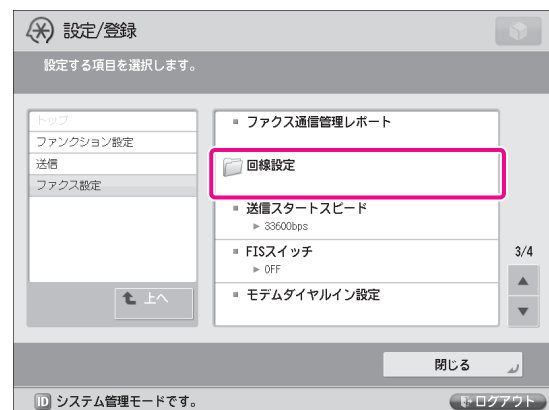 設定/登録
設定する項目を選択します。
トップ
ファンクション設定
送信
ファクス設定
上へ
ファクス通信管理レポート
回線設定
送信スタートスピード
▶ 33600bps
FISスイッチ
▶ OFF
モデムダイヤルイン設定
3/4
閉じる
ID システム管理モードです。
ログアウト